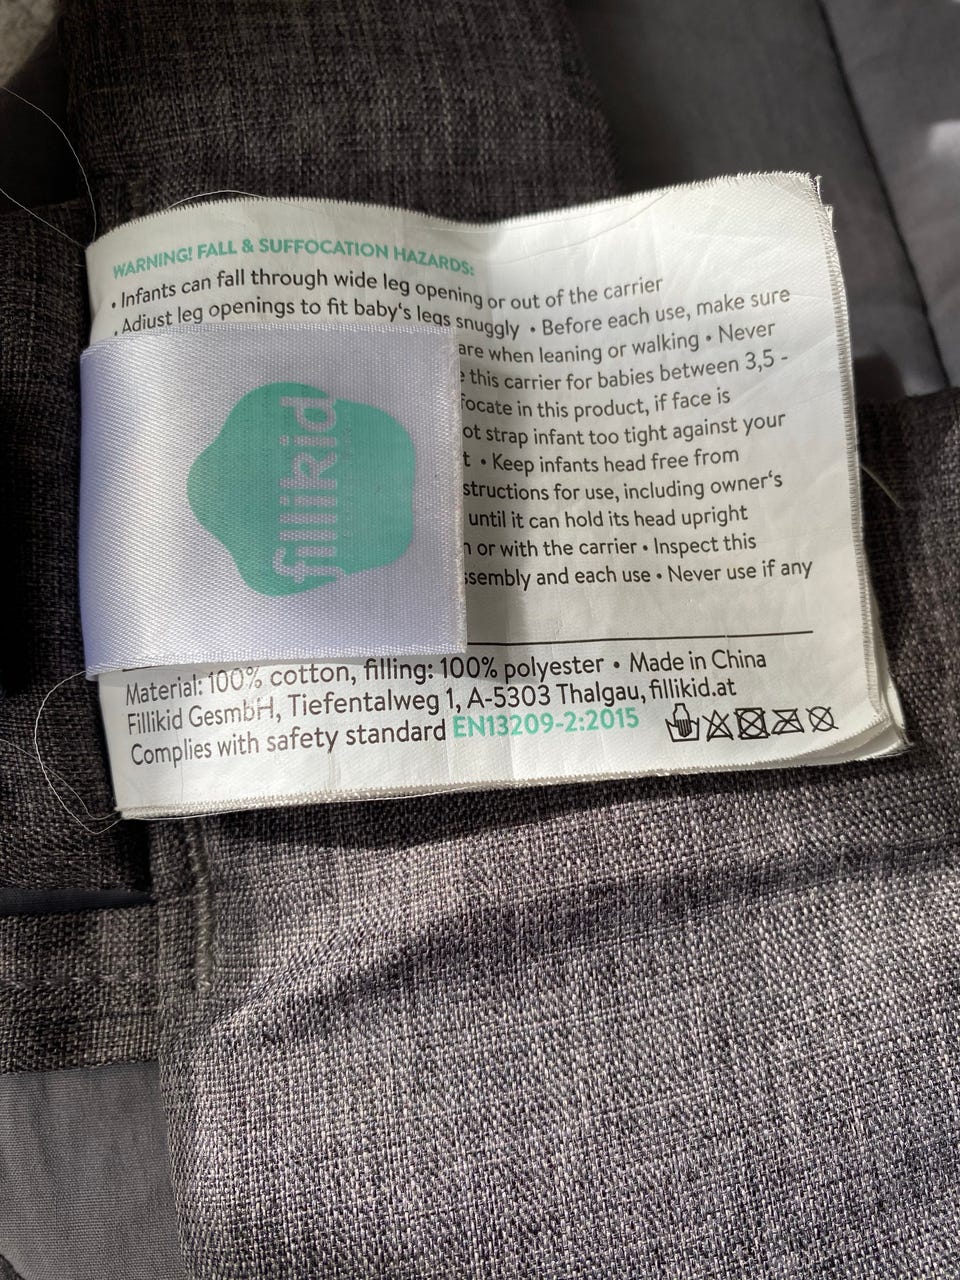 WARNING! FALL & SUFFOCATION HAZARDS:
• Infants can fall through wide leg opening or out of the carrier
• Adjust leg openings to fit baby's legs snuggly • Before each use, make sure
are when leaning or walking • Never
this carrier for babies between 3,5 -
ocate in this product, if face is
ot strap infant too tight against your
t • Keep infants head free from
structions for use, including owner's
until it can hold its head upright
or with the carrier • Inspect this
ssembly and each use • Never use if any
fillikid
Material: 100% cotton, filling: 100% polyester • Made in China
Fillikid GesmbH, Tiefentalweg 1, A-5303 Thalgau, fillikid.at
Complies with safety standard EN13209-2:2015